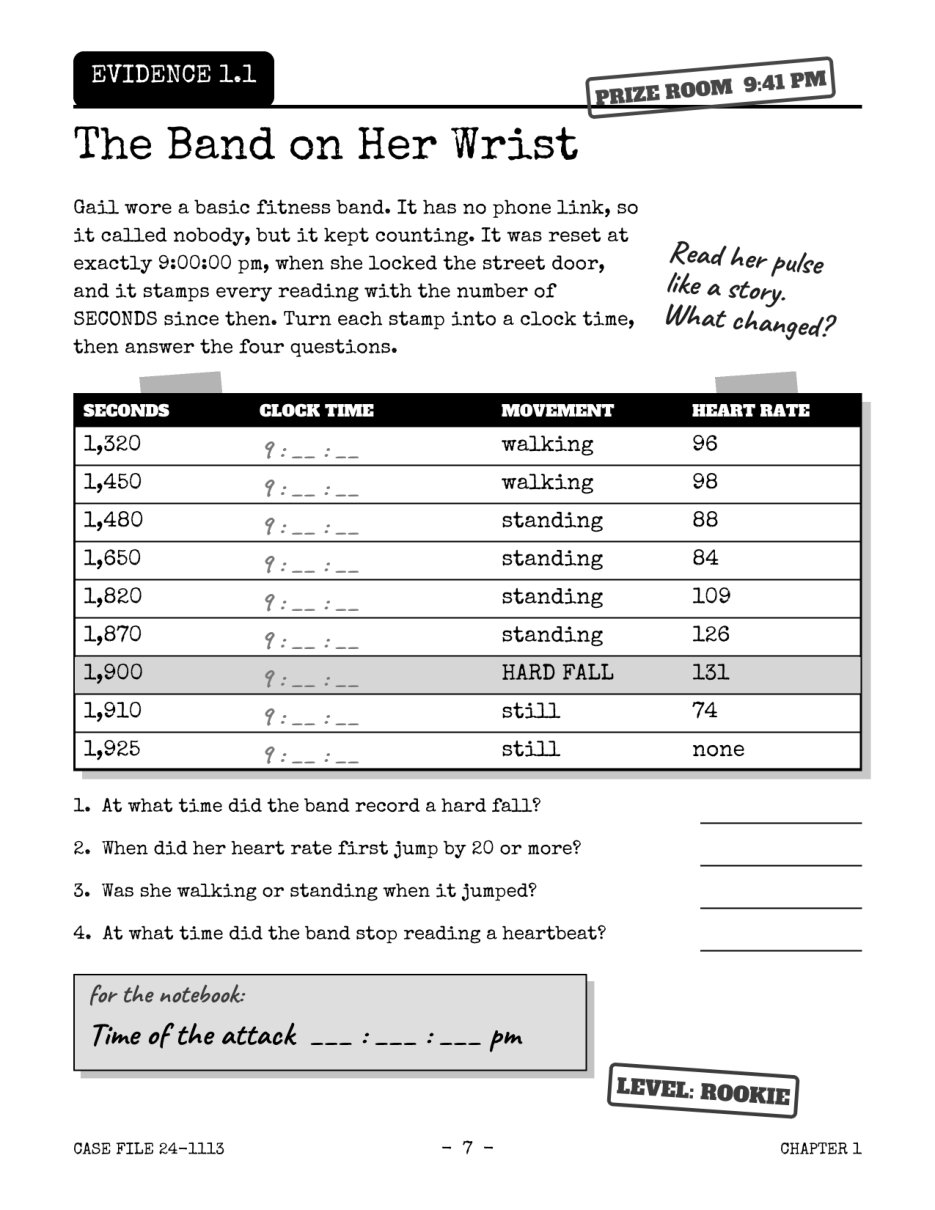 EVIDENCE 1.1
PRIZE ROOM 9:41 PM
The Band on Her Wrist
Gail wore a basic fitness band. It has no phone link, so
it called nobody, but it kept counting. It was reset at
exactly 9:00:00 pm, when she locked the street door,
and it stamps every reading with the number of
SECONDS since then. Turn each stamp into a clock time,
then answer the four questions.
Read her pulse
like a story.
What changed?
SECONDS CLOCK TIME MOVEMENT HEART RATE
1,320 9:__:__ walking 96
1,450 9:__:__ walking 98
1,480 9:__:__ standing 88
1,650 9:__:__ standing 84
1,820 9:__:__ standing 109
1,870 9:__:__ standing 126
1,900 9:__:__ HARD FALL 131
1,910 9:__:__ still 74
1,925 9:__:__ still none
1. At what time did the band record a hard fall?
2. When did her heart rate first jump by 20 or more?
3. Was she walking or standing when it jumped?
4. At what time did the band stop reading a heartbeat?
for the notebook:
Time of the attack ___:___:___ pm
LEVEL: ROOKIE
CASE FILE 24-1113 - 7 - CHAPTER 1